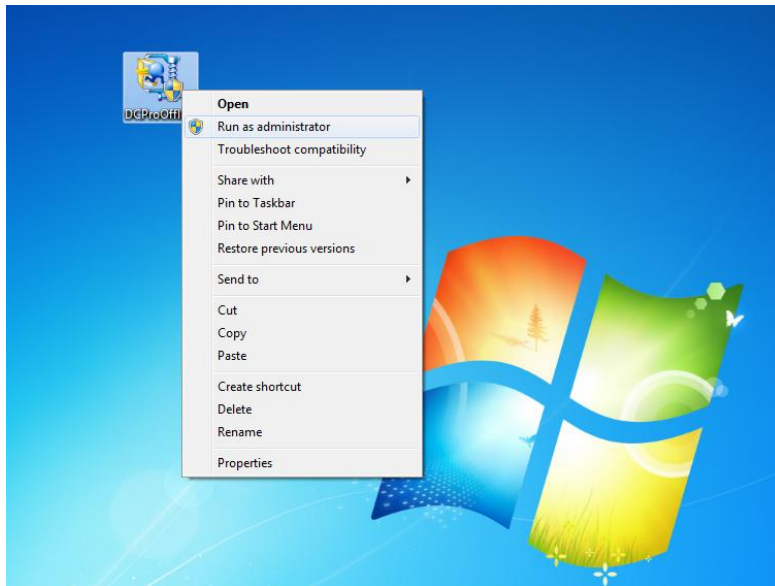 DCProOffl
Open
Run as administrator
Troubleshoot compatibility
Share with
Pin to Taskbar
Pin to Start Menu
Restore previous versions
Send to
Cut
Copy
Paste
Create shortcut
Delete
Rename
Properties